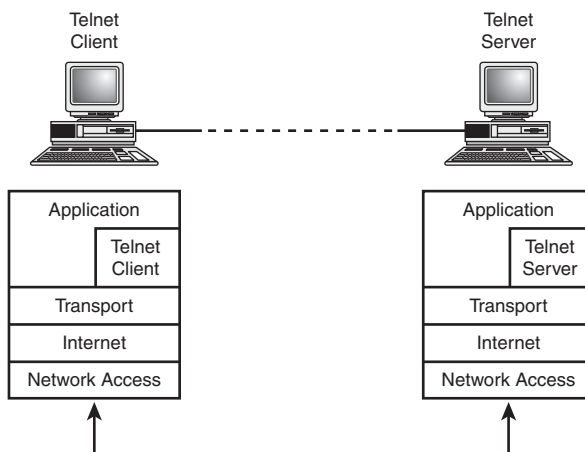 Telnet
Client
Telnet
Server
Application
Telnet
Client
Transport
Internet
Network Access
Application
Telnet
Server
Transport
Internet
Network Access